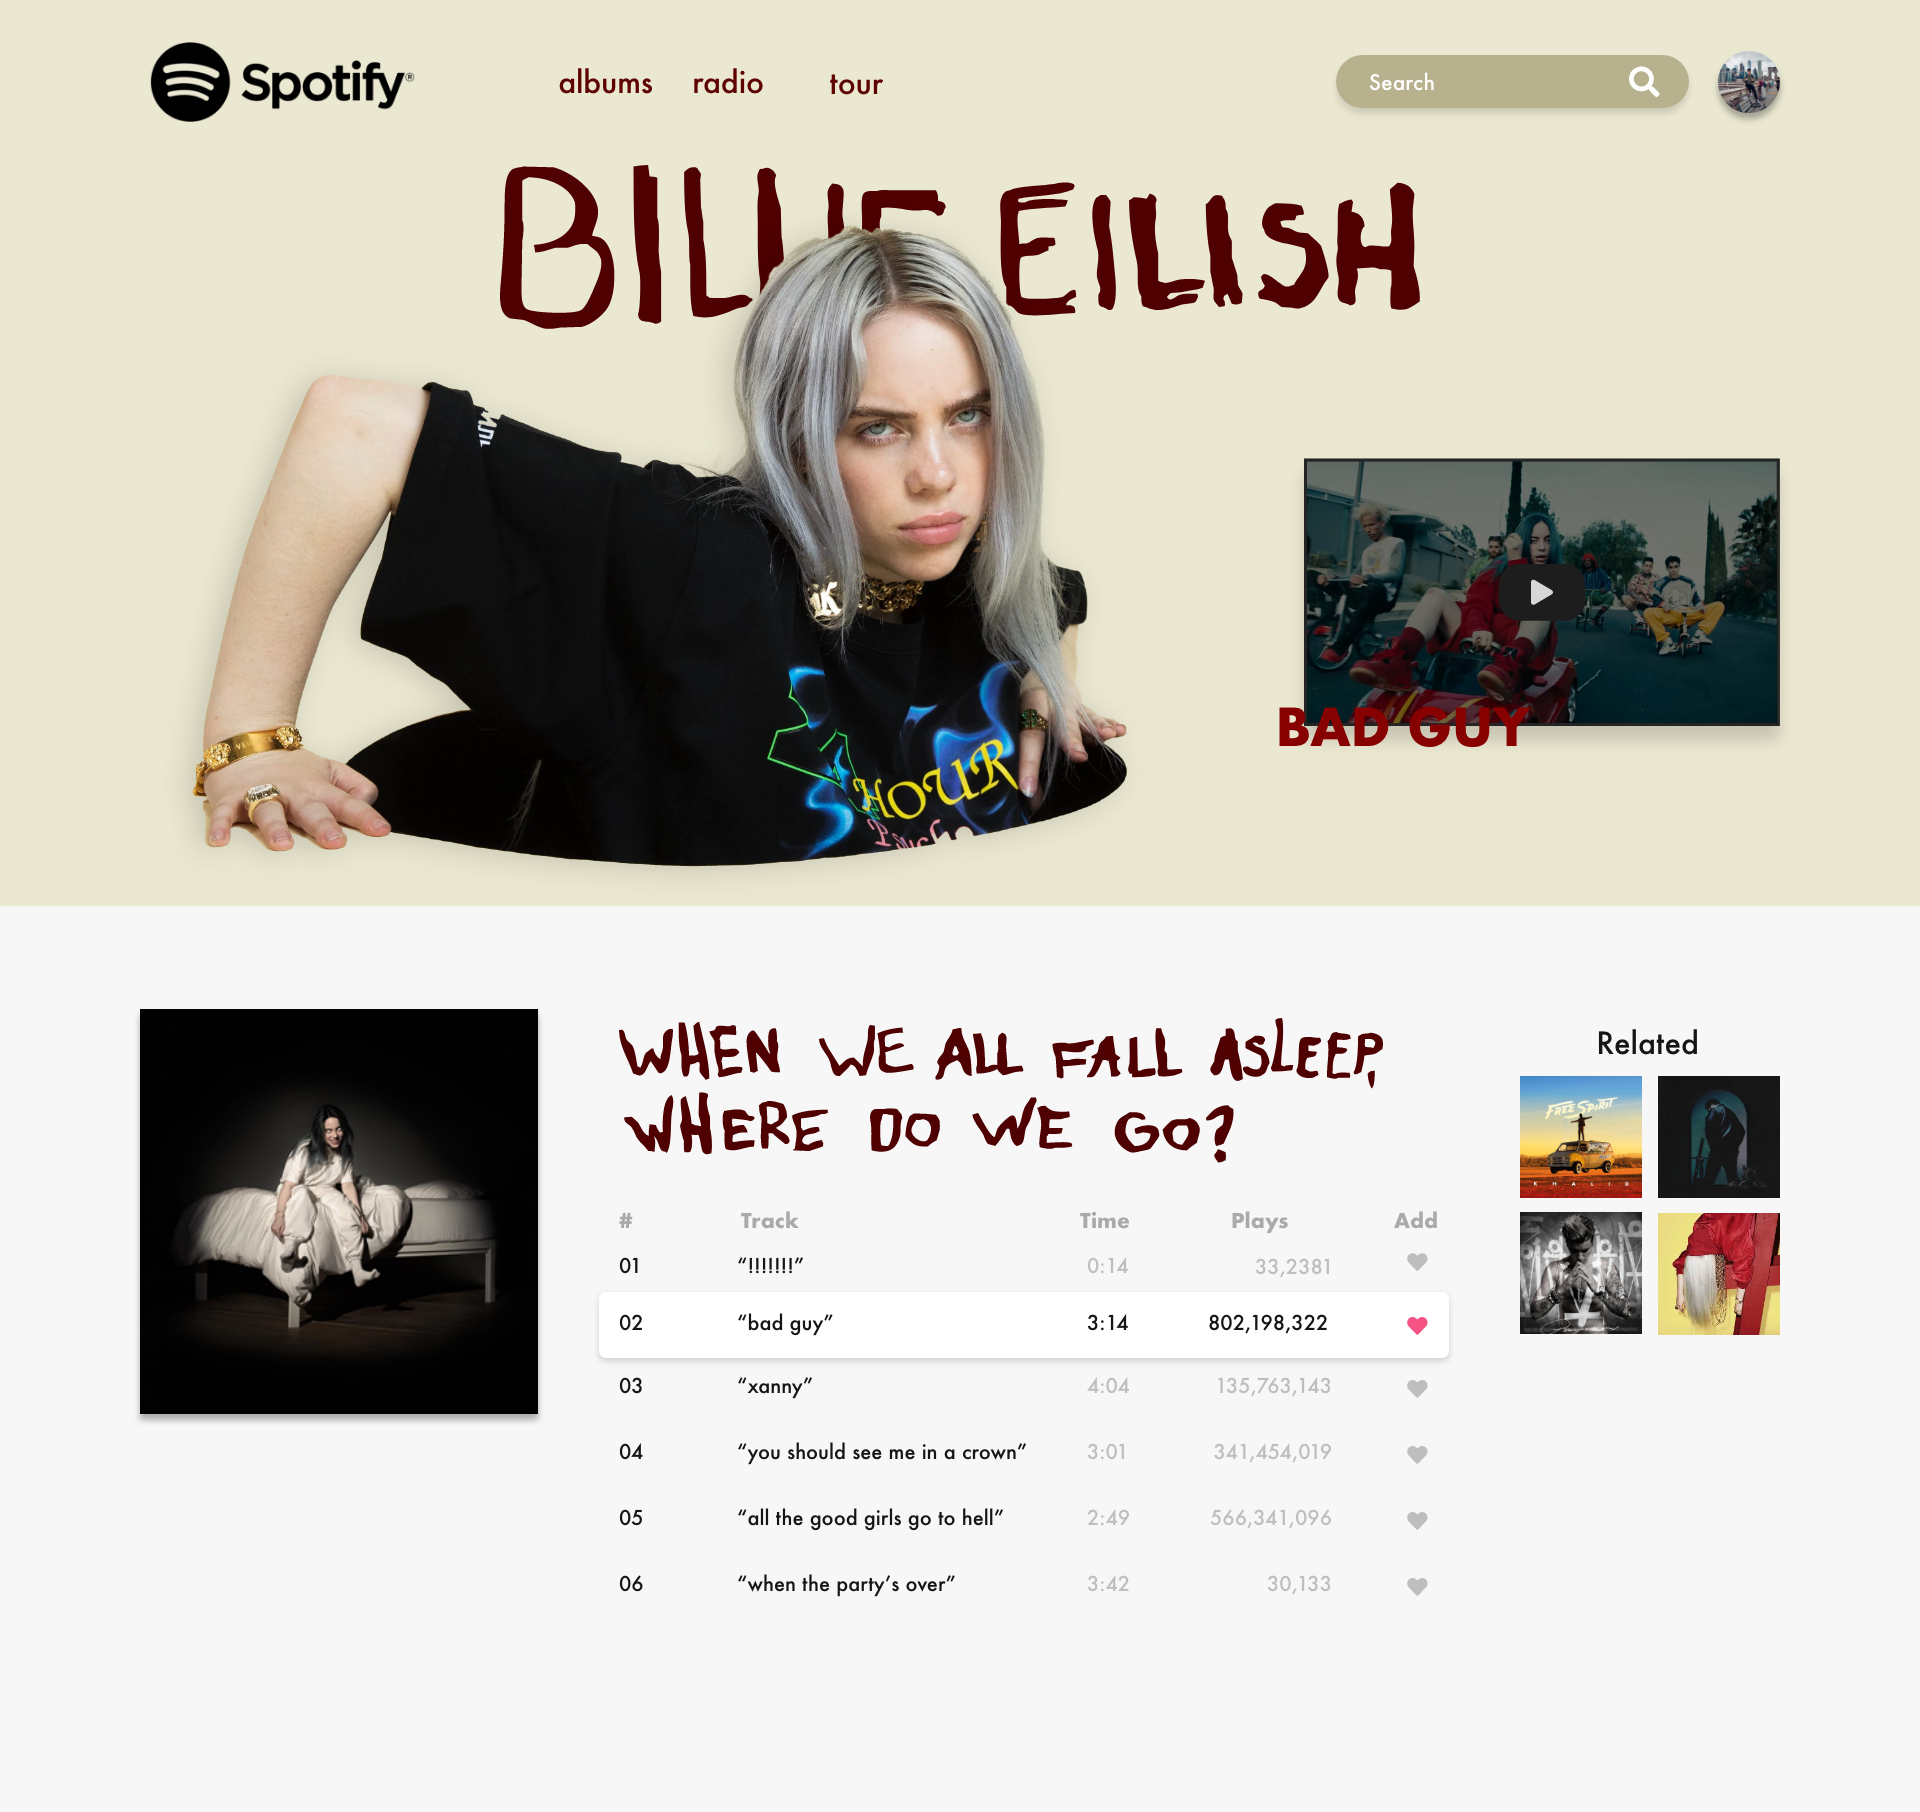 Spotify®
albums radio tour
Search
BILLIE EILISH
HOUR
Psycho
BAD GUY
WHEN WE ALL FALL ASLEEP,
WHERE DO WE GO?
Related
FREE SPIRIT
KHALID
# Track Time Plays Add
01 “!!!!!!!” 0:14 33,2381
02 “bad guy” 3:14 802,198,322
03 “xanny” 4:04 135,763,143
04 “you should see me in a crown” 3:01 341,454,019
05 “all the good girls go to hell” 2:49 566,341,096
06 “when the party’s over” 3:42 30,133